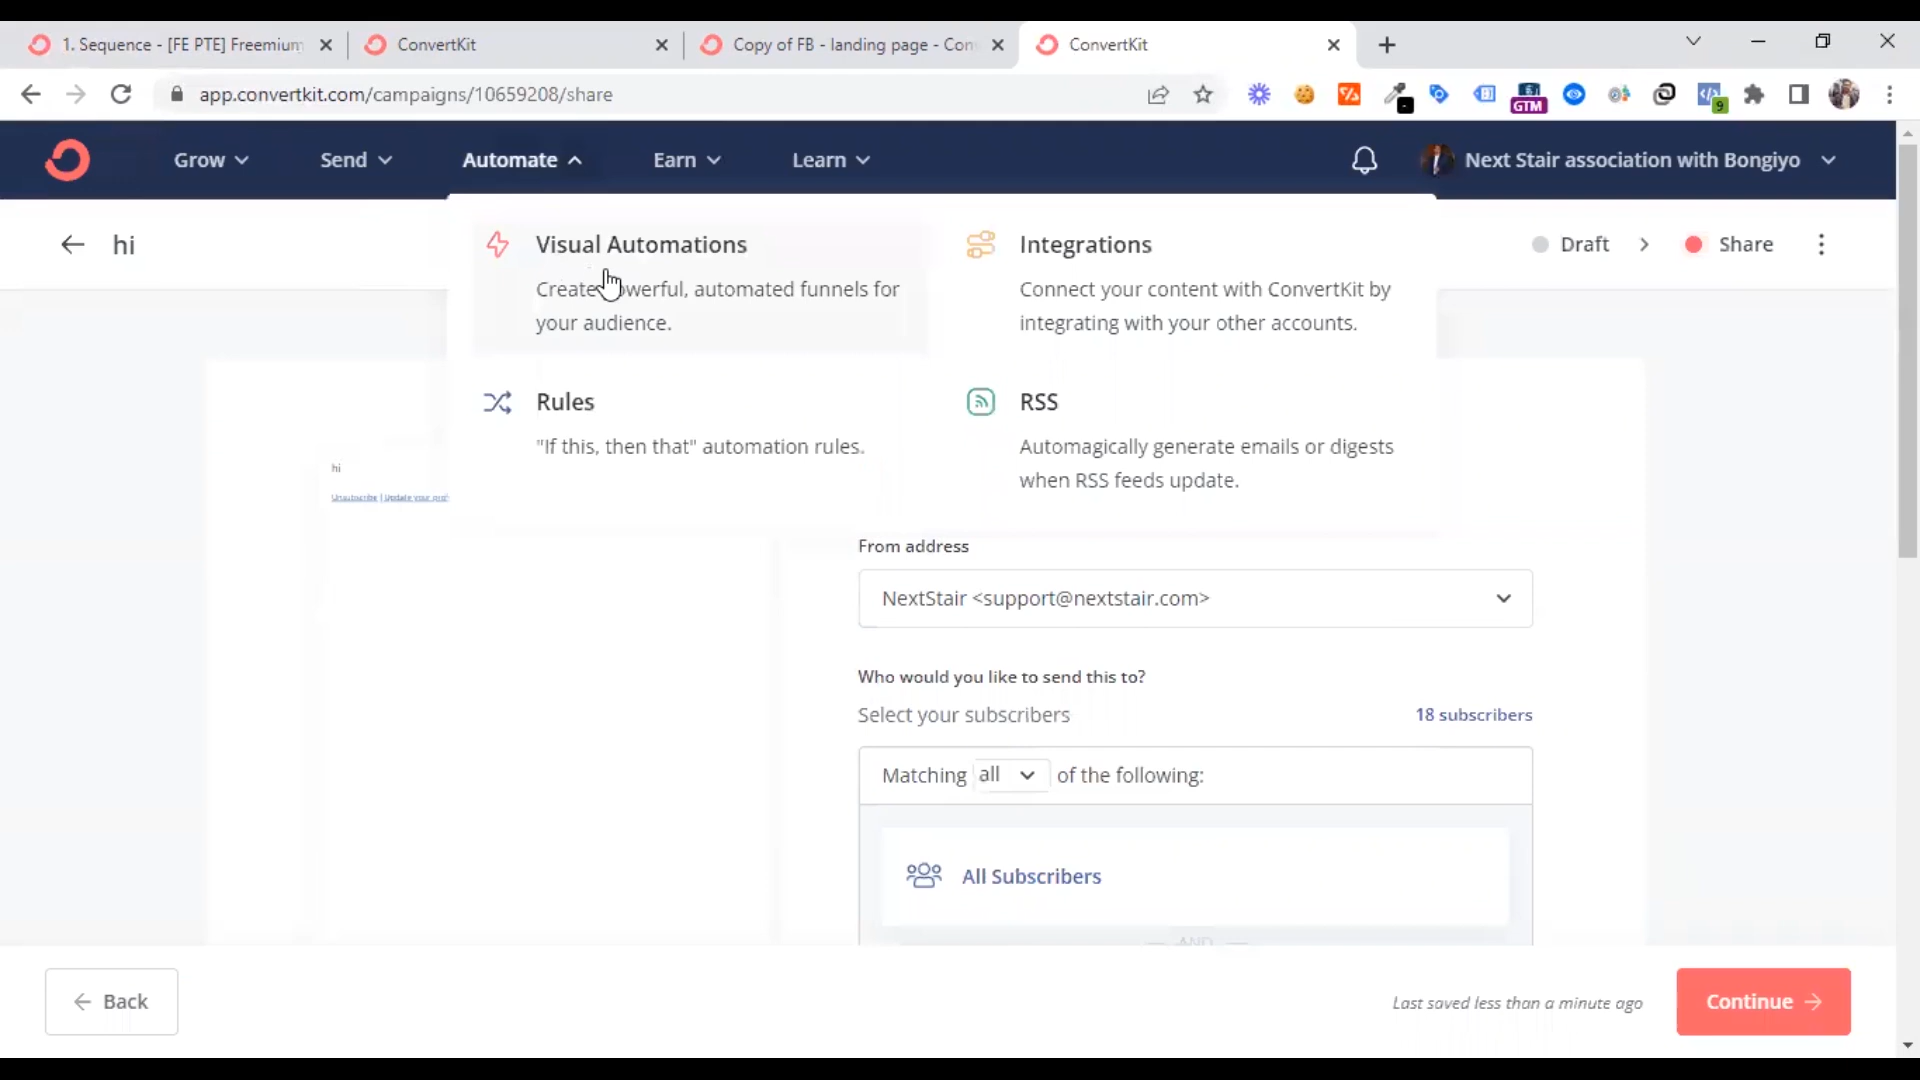 1. Sequence - [FE PTE] Freemium
ConvertKit
Copy of FB - landing page - Con
ConvertKit
app.convertkit.com/campaigns/10659208/share
GTM
9
Grow
Send
Automate
Earn
Learn
Next Stair association with Bongiyo
hi
Draft
Share
Visual Automations
Create powerful, automated funnels for
your audience.
Integrations
Connect your content with ConvertKit by
integrating with your other accounts.
Rules
"If this, then that" automation rules.
RSS
Automagically generate emails or digests
when RSS feeds update.
hi
Unsubscribe | Update your prof
From address
NextStair <support@nextstair.com>
Who would you like to send this to?
Select your subscribers
18 subscribers
Matching all of the following:
All Subscribers
AND
Back
Last saved less than a minute ago
Continue